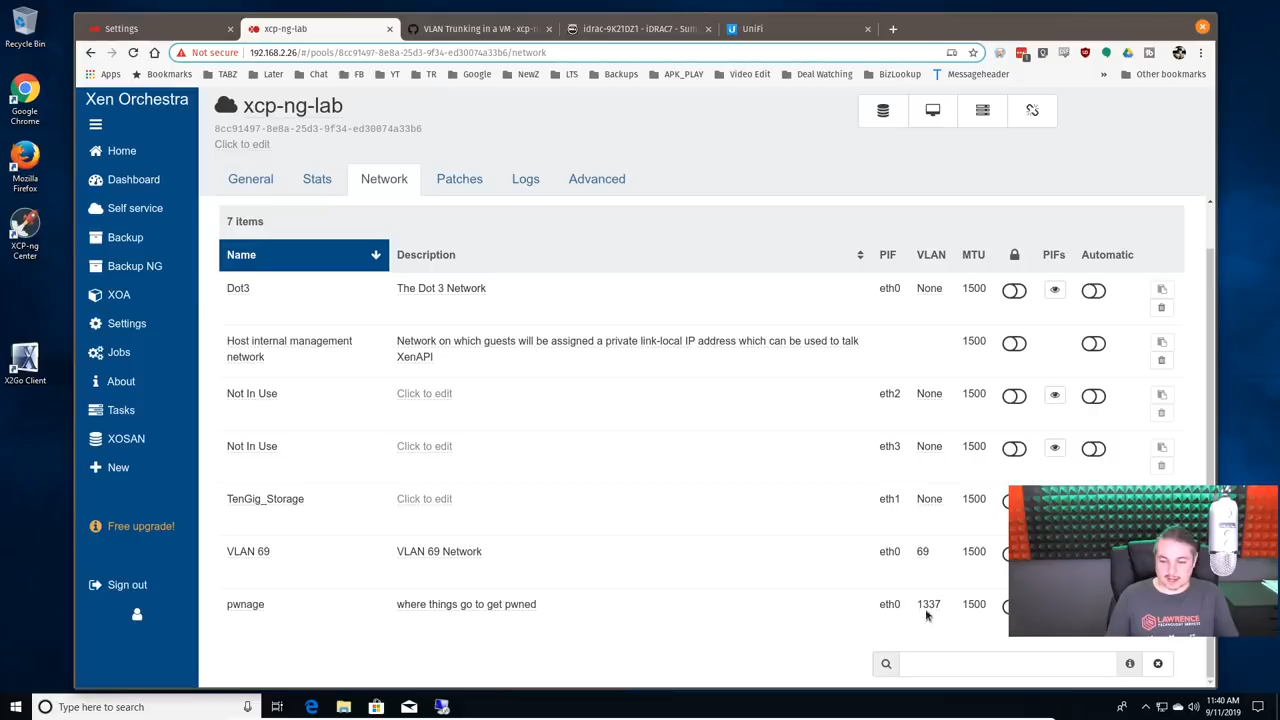 Recycle Bin
Google Chrome
Mozilla Firefox
XCP-ng Center
X2Go Client
Settings
xcp-ng-lab
VLAN Trunking in a VM · xcp-n
idrac-9K21DZ1 - iDRAC7 - Sum
UniFi
Not secure
192.168.2.26/#/pools/8cc91497-8e8a-25d3-9f34-ed30074a33b6/network
Apps
Bookmarks
TABZ
Later
Chat
FB
YT
TR
Google
NewZ
LTS
Backups
APK_PLAY
Video Edit
Deal Watching
BizLookup
Messageheader
»
Other bookmarks
Xen Orchestra
Home
Dashboard
Self service
Backup
Backup NG
XOA
Settings
Jobs
About
Tasks
XOSAN
New
Free upgrade!
Sign out
xcp-ng-lab
8cc91497-8e8a-25d3-9f34-ed30074a33b6
Click to edit
General Stats Network Patches Logs Advanced
7 items
Name Description PIF VLAN MTU PIFs Automatic
Dot3 The Dot 3 Network eth0 None 1500
Host internal management network Network on which guests will be assigned a private link-local IP address which can be used to talk XenAPI 1500
Not In Use Click to edit eth2 None 1500
Not In Use Click to edit eth3 None 1500
TenGig_Storage Click to edit eth1 None 1500
VLAN 69 VLAN 69 Network eth0 69 1500
pwnage where things go to get pwned eth0 1337 1500
LAWRENCE
Type here to search
11:40 AM
9/11/2019